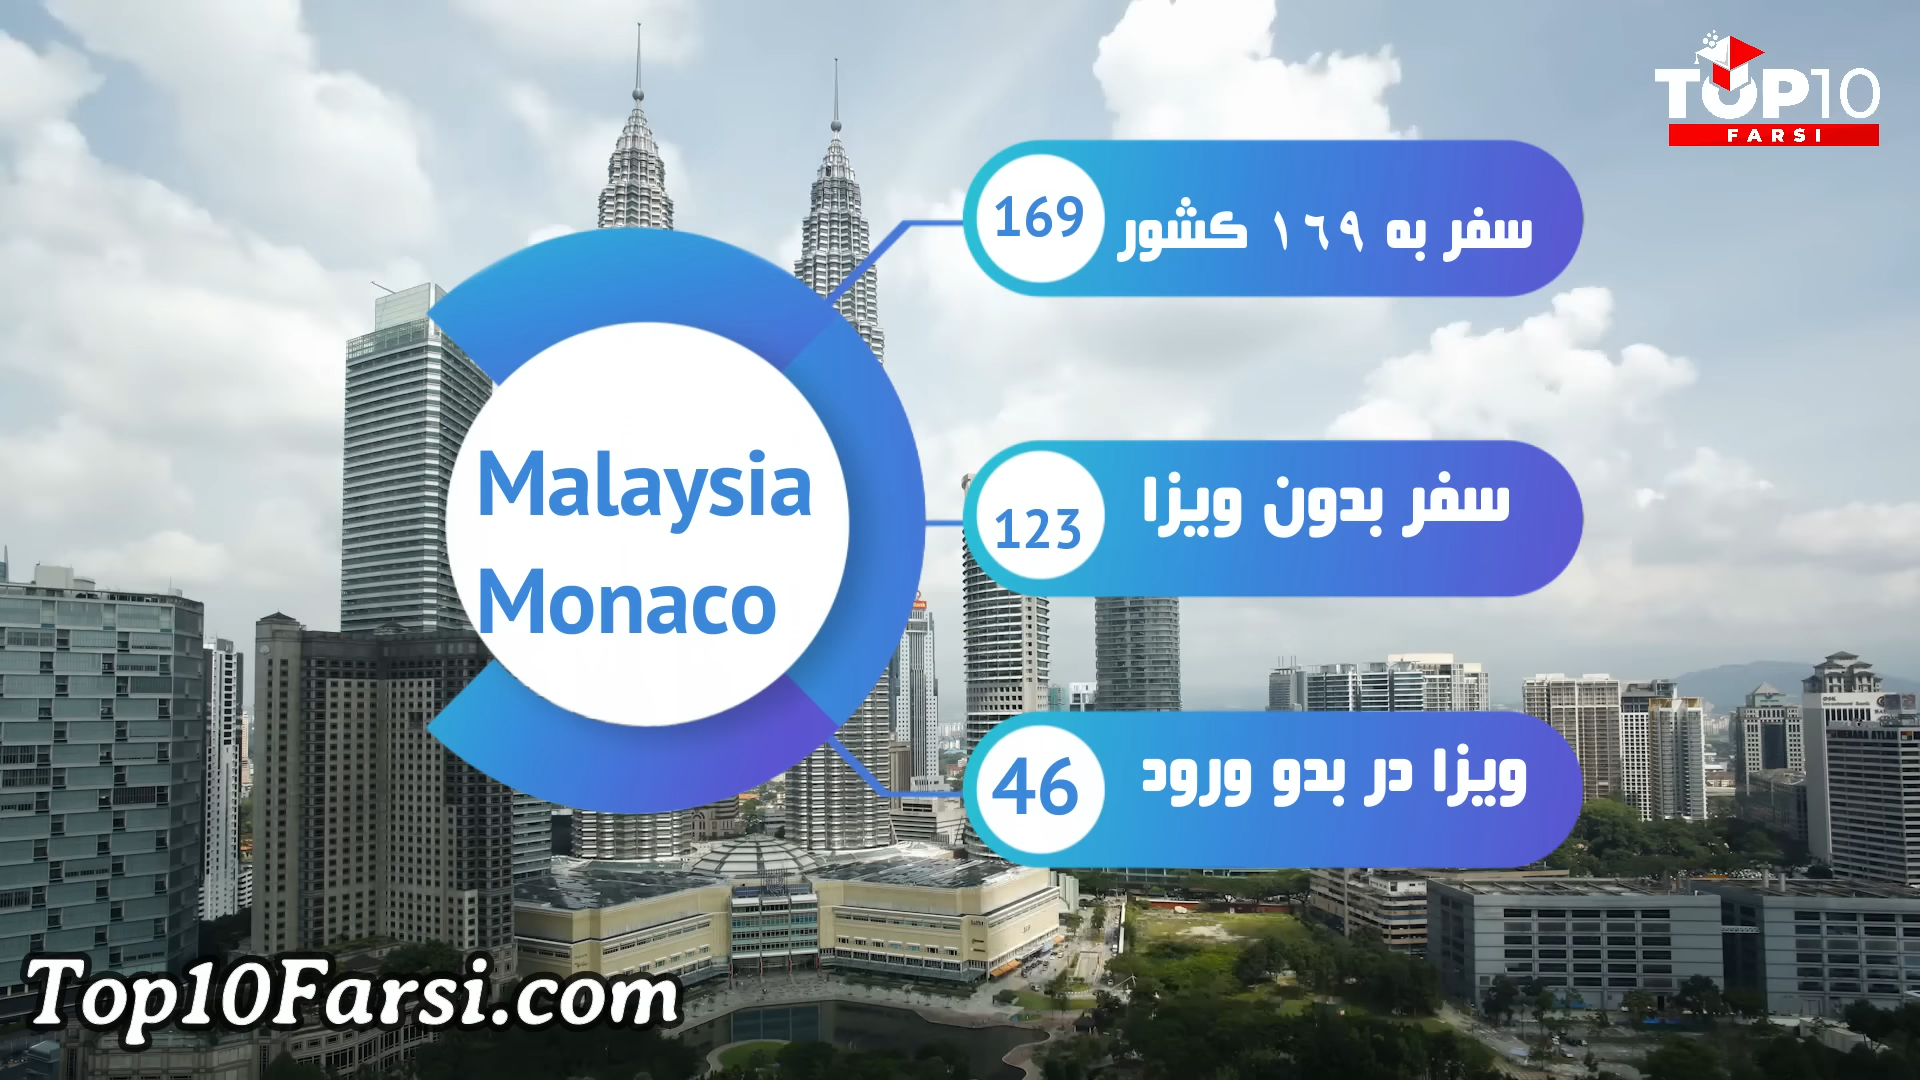 TOP10
FARSI
169
سفر به ١٦٩ کشور
Malaysia
Monaco
123
سفر بدون ویزا
46
ویزا در بدو ورود
Top10Farsi.com